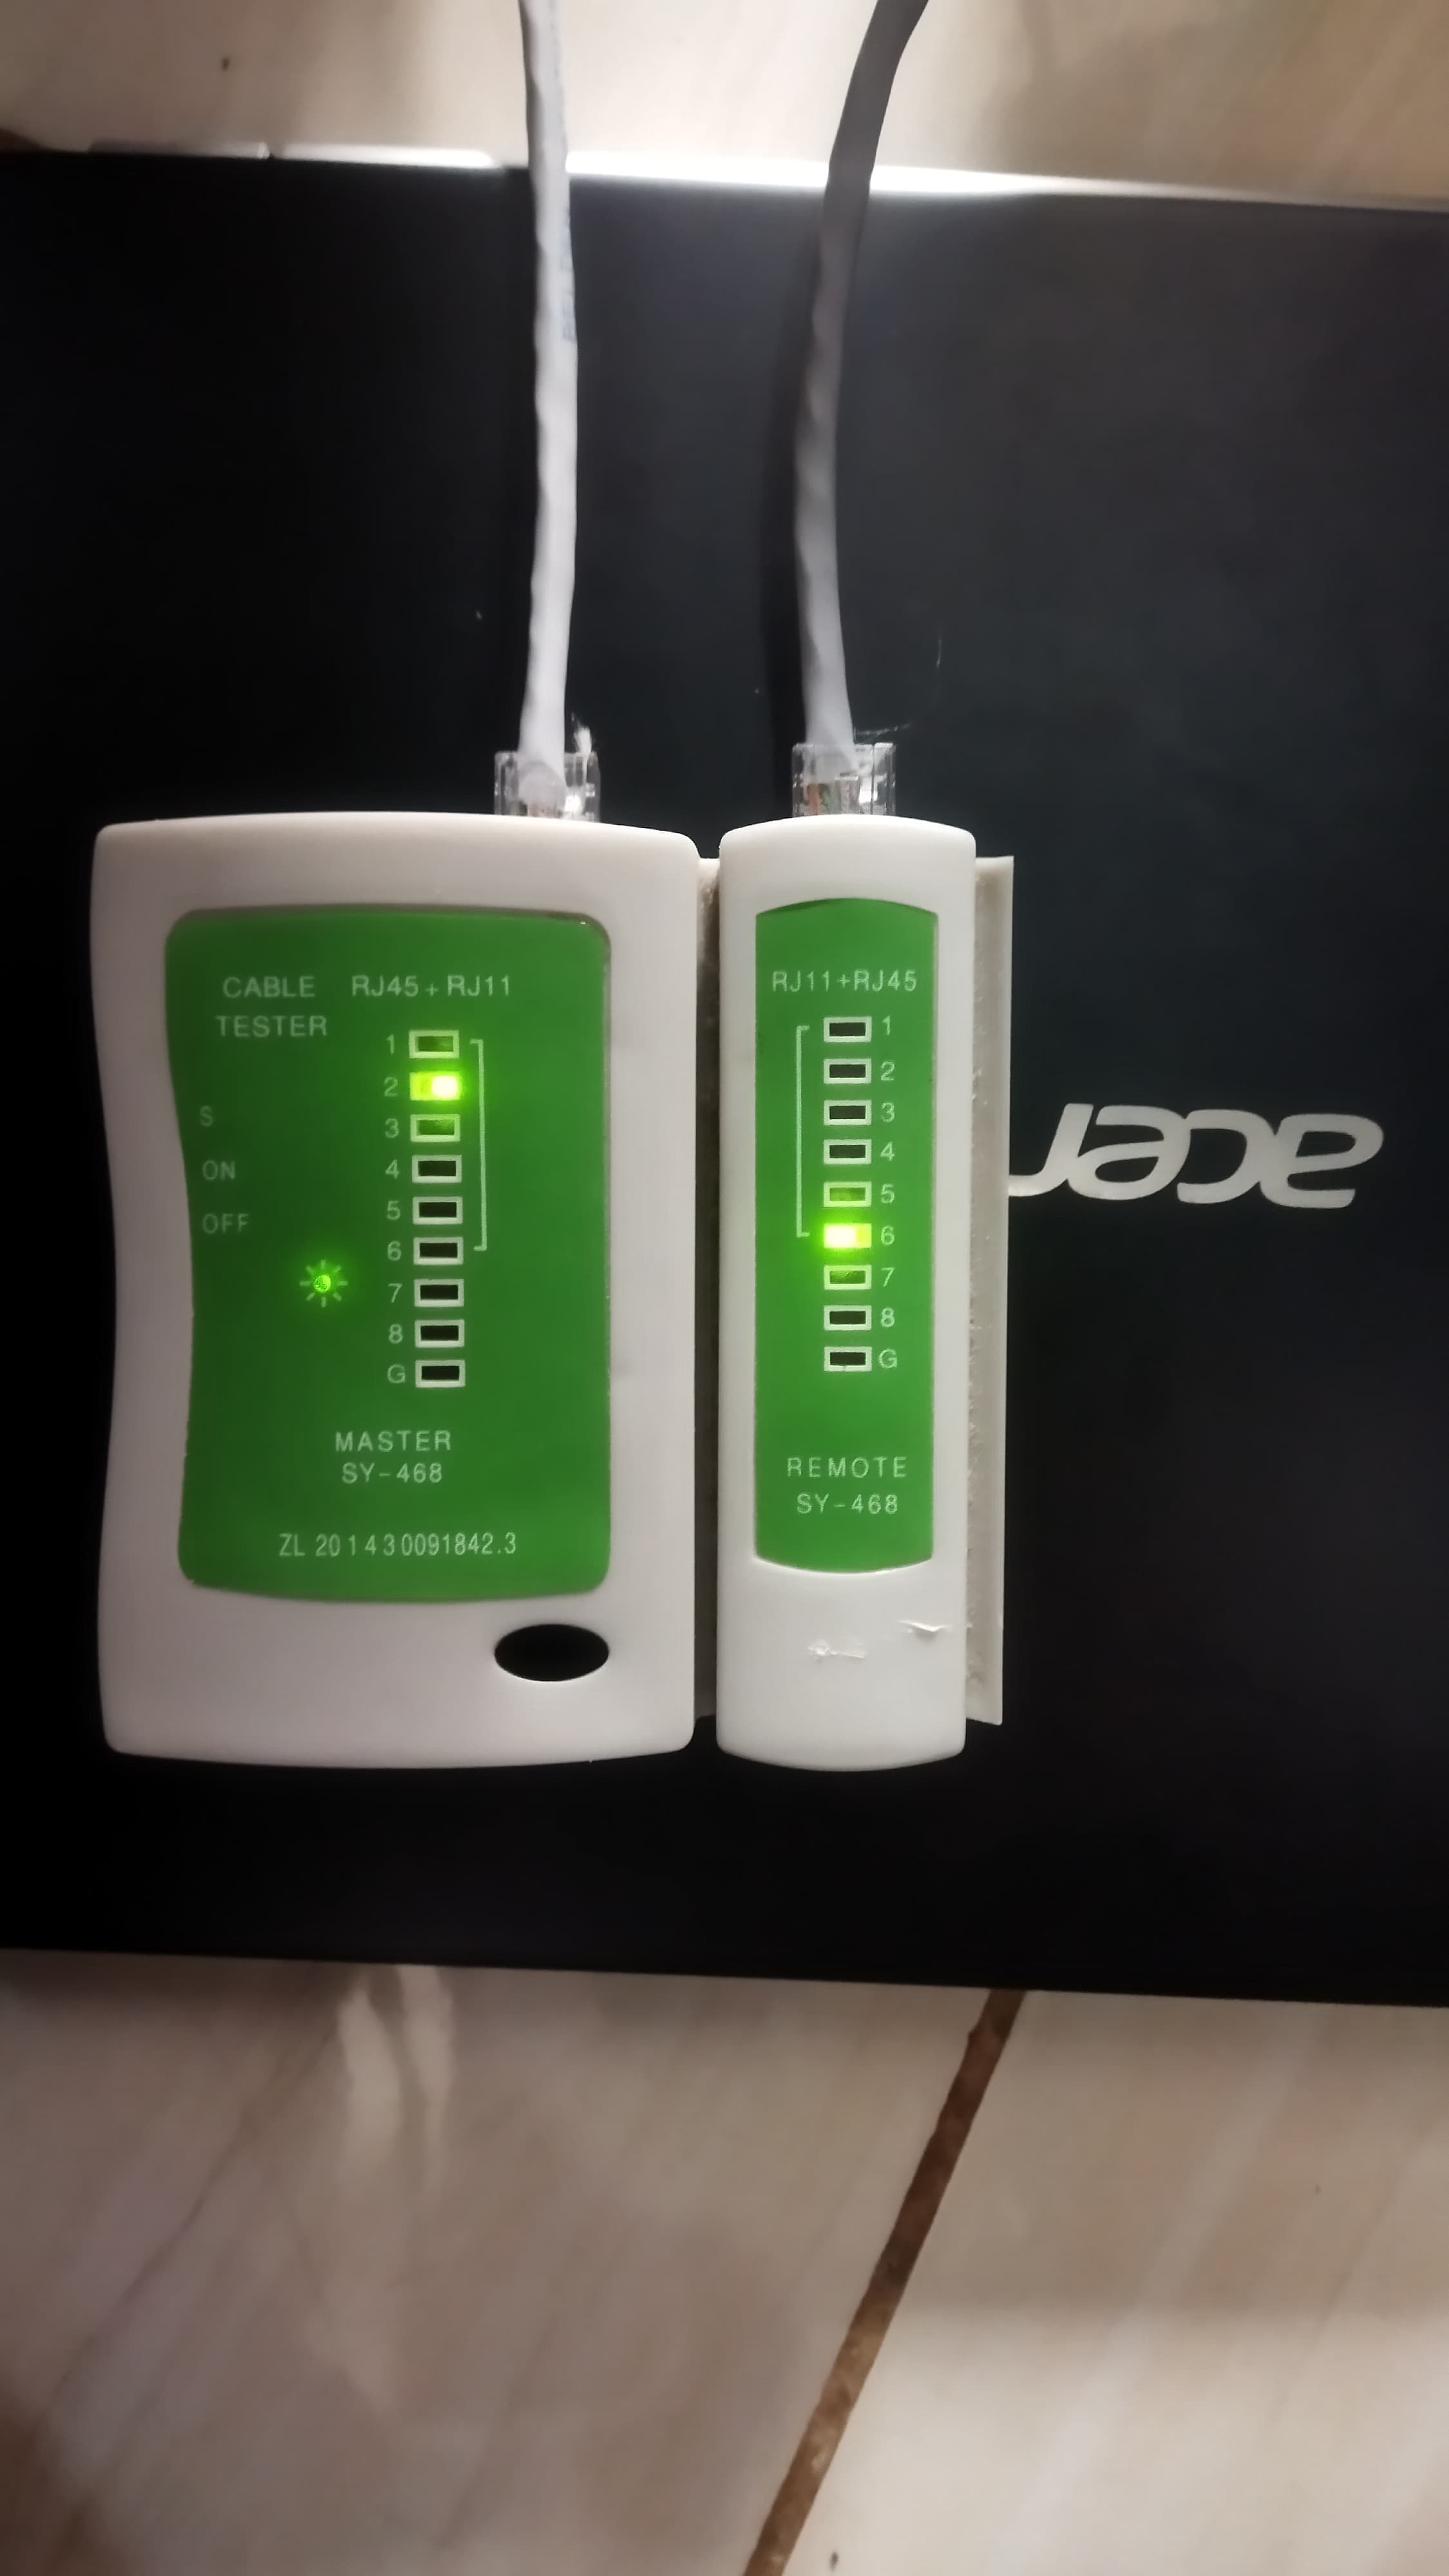 CABLE RJ45+RJ11
TESTER
S
ON
OFF
1
2
3
4
5
6
7
8
G
MASTER
SY-468
ZL 201430091842.3
RJ11+RJ45
1
2
3
4
5
6
7
8
G
REMOTE
SY-468
acer